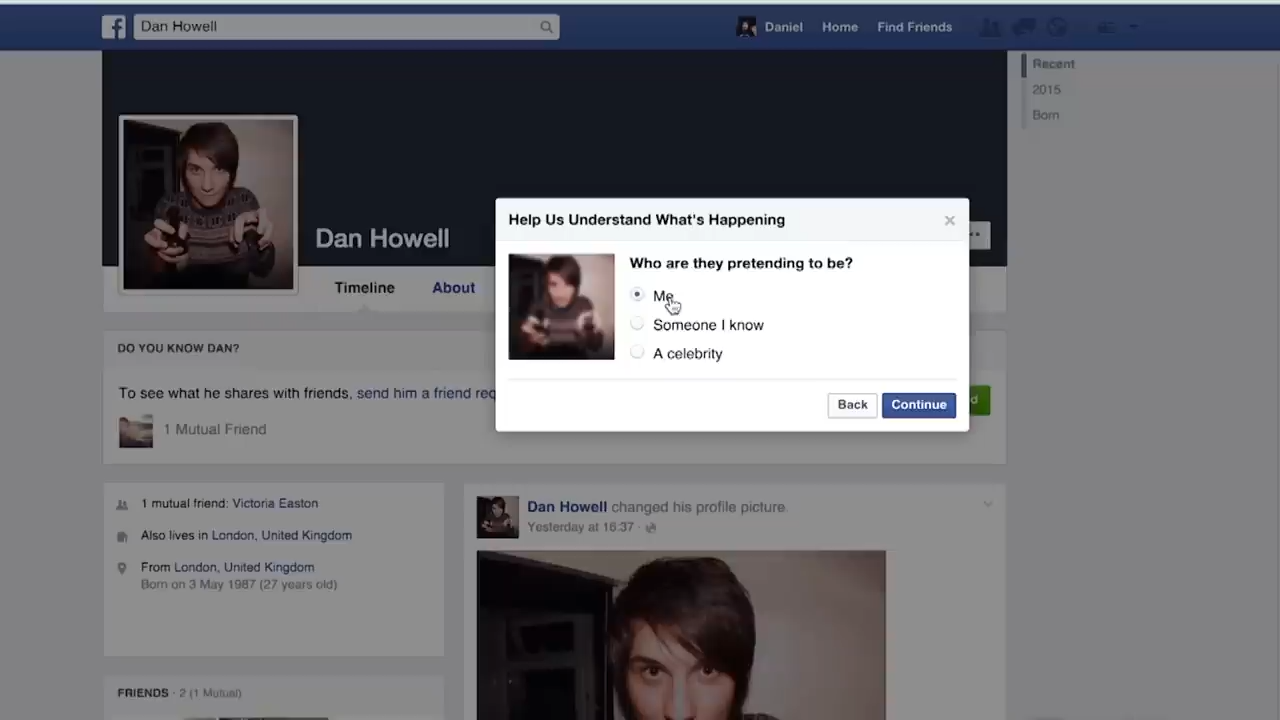 Dan Howell
Daniel Home Find Friends
Recent
2015
Born
Dan Howell
Timeline About
Help Us Understand What's Happening
Who are they pretending to be?
Me
Someone I know
A celebrity
Back Continue
DO YOU KNOW DAN?
To see what he shares with friends, send him a friend req
d
1 Mutual Friend
1 mutual friend: Victoria Easton
Also lives in London, United Kingdom
From London, United Kingdom
Born on 3 May 1987 (27 years old)
FRIENDS · 2 (1 Mutual)
Dan Howell changed his profile picture.
Yesterday at 16:37 ·